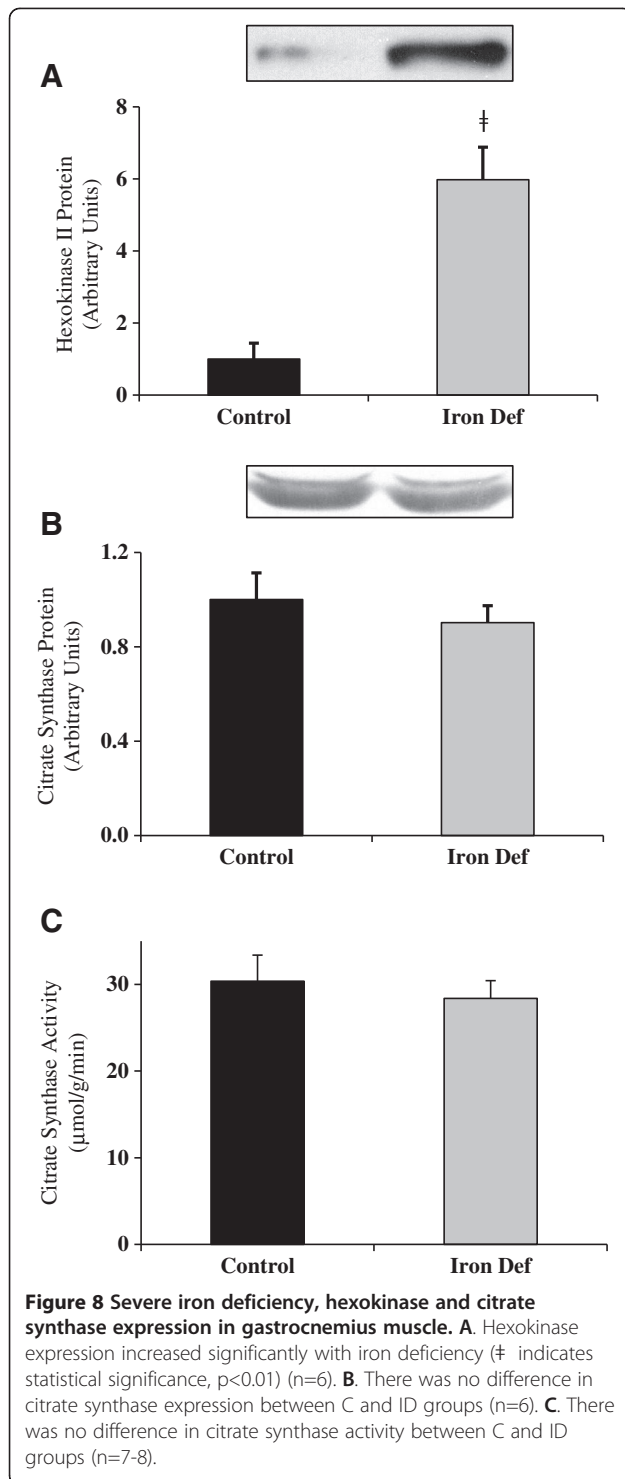 A
Hexokinase II Protein
(Arbitrary Units)
8
6
4
2
0
ǂ
Control
Iron Def
B
Citrate Synthase Protein
(Arbitrary Units)
1.2
0.8
0.4
0.0
Control
Iron Def
C
Citrate Synthase Activity
(µmol/g/min)
30
20
10
0
Control
Iron Def
Figure 8 Severe iron deficiency, hexokinase and citrate
synthase expression in gastrocnemius muscle. A. Hexokinase
expression increased significantly with iron deficiency (ǂ indicates
statistical significance, p<0.01) (n=6). B. There was no difference in
citrate synthase expression between C and ID groups (n=6). C. There
was no difference in citrate synthase activity between C and ID
groups (n=7-8).